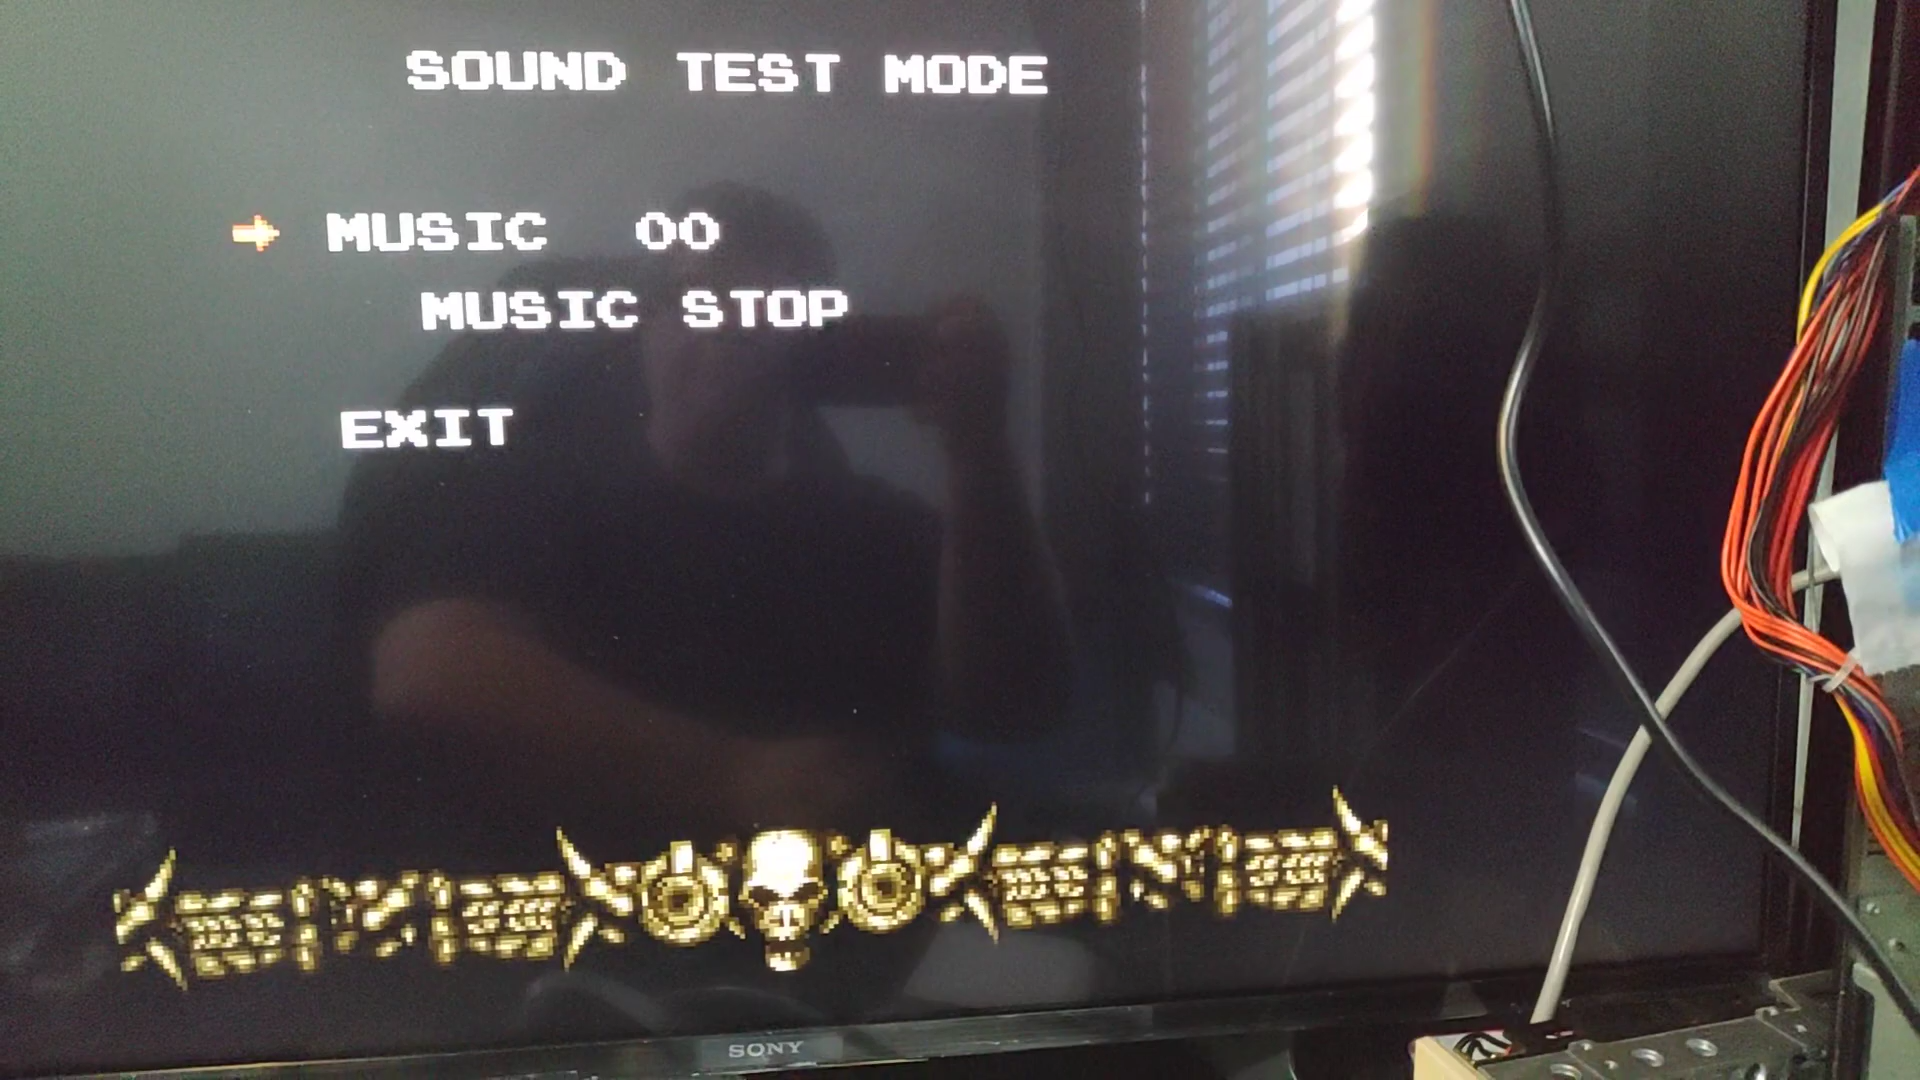 SOUND TEST MODE
MUSIC 00
MUSIC STOP
EXIT
SONY